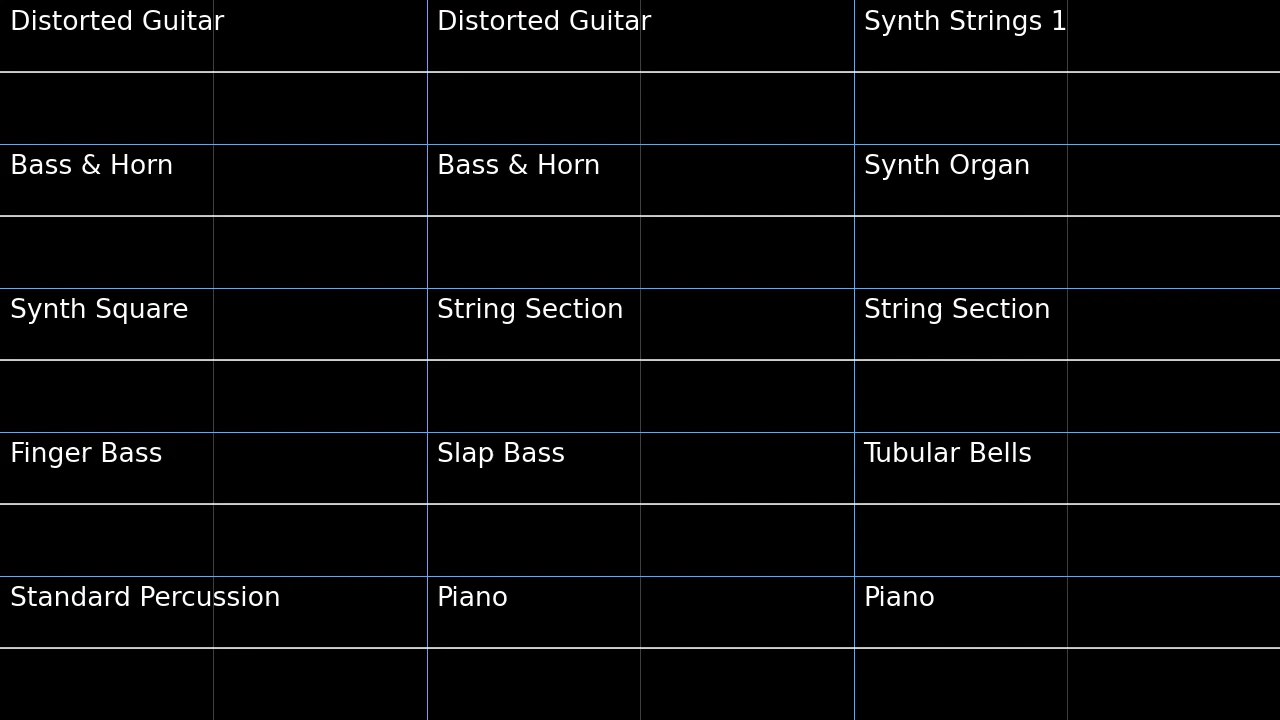 Distorted Guitar
Distorted Guitar
Synth Strings 1
Bass & Horn
Bass & Horn
Synth Organ
Synth Square
String Section
String Section
Finger Bass
Slap Bass
Tubular Bells
Standard Percussion
Piano
Piano